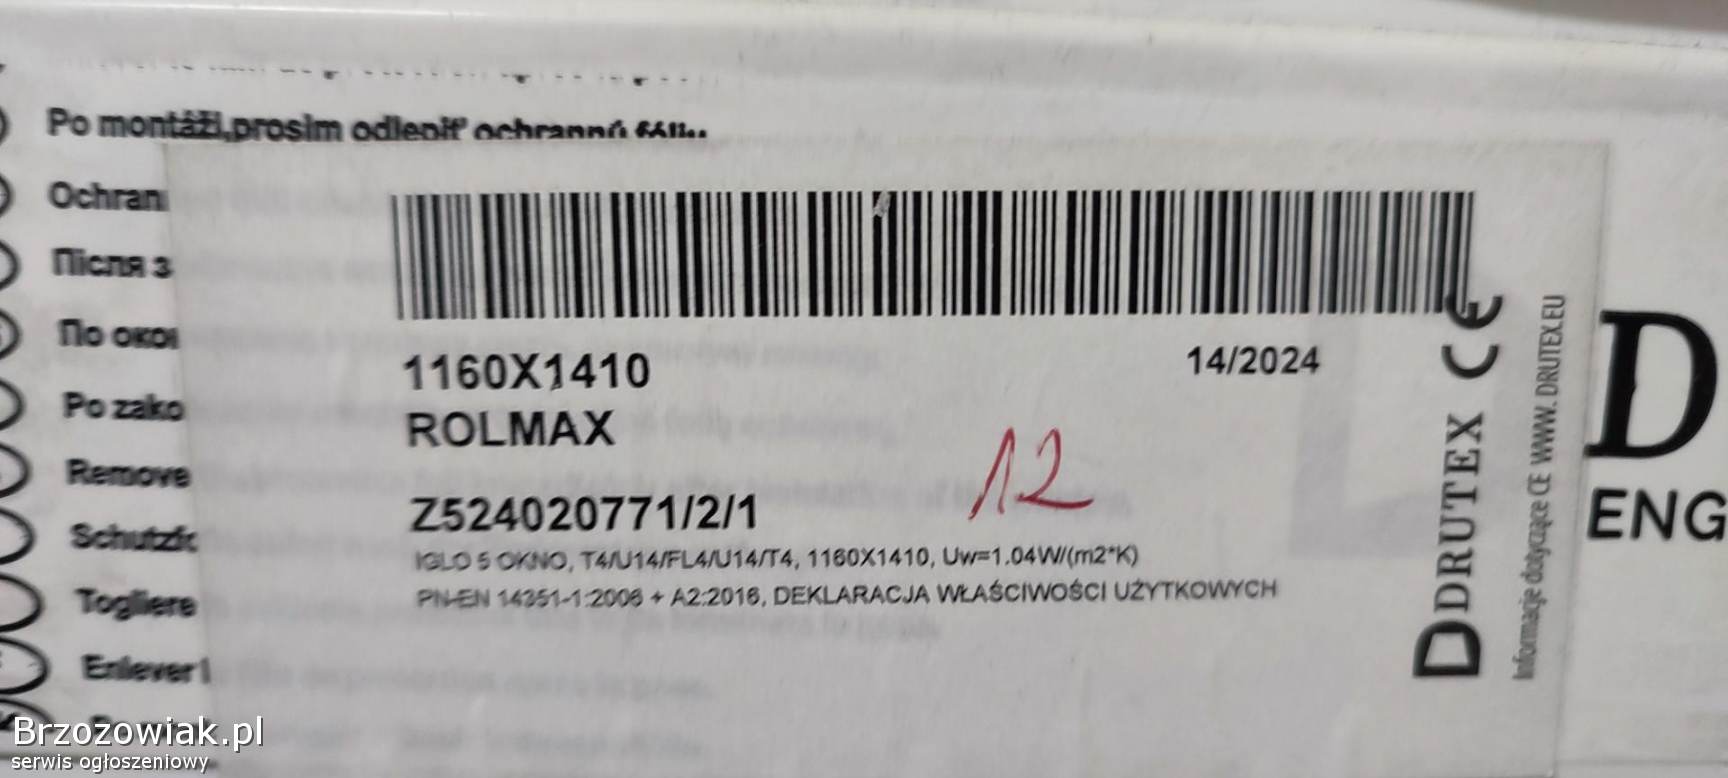 Po montáži,prosim odlepiť ochrannú fóliu
Ochran
Після з
По око
Po zako
Remove
Schutzfo
Togliere
Enlever l
1160X1410
14/2024
ROLMAX
12
Z524020771/2/1
IGLO 5 OKNO, T4/U14/FL4/U14/T4, 1160X1410, Uw=1.04W/(m2*K)
PN-EN 14351-1:2006 + A2:2016, DEKLARACJA WŁAŚCIWOŚCI UŻYTKOWYCH
DDRUTEX CE
Informacje dotyczące CE WWW. DRUTEX.EU
D
ENG
Brzozowiak.pl
serwis ogłoszeniowy